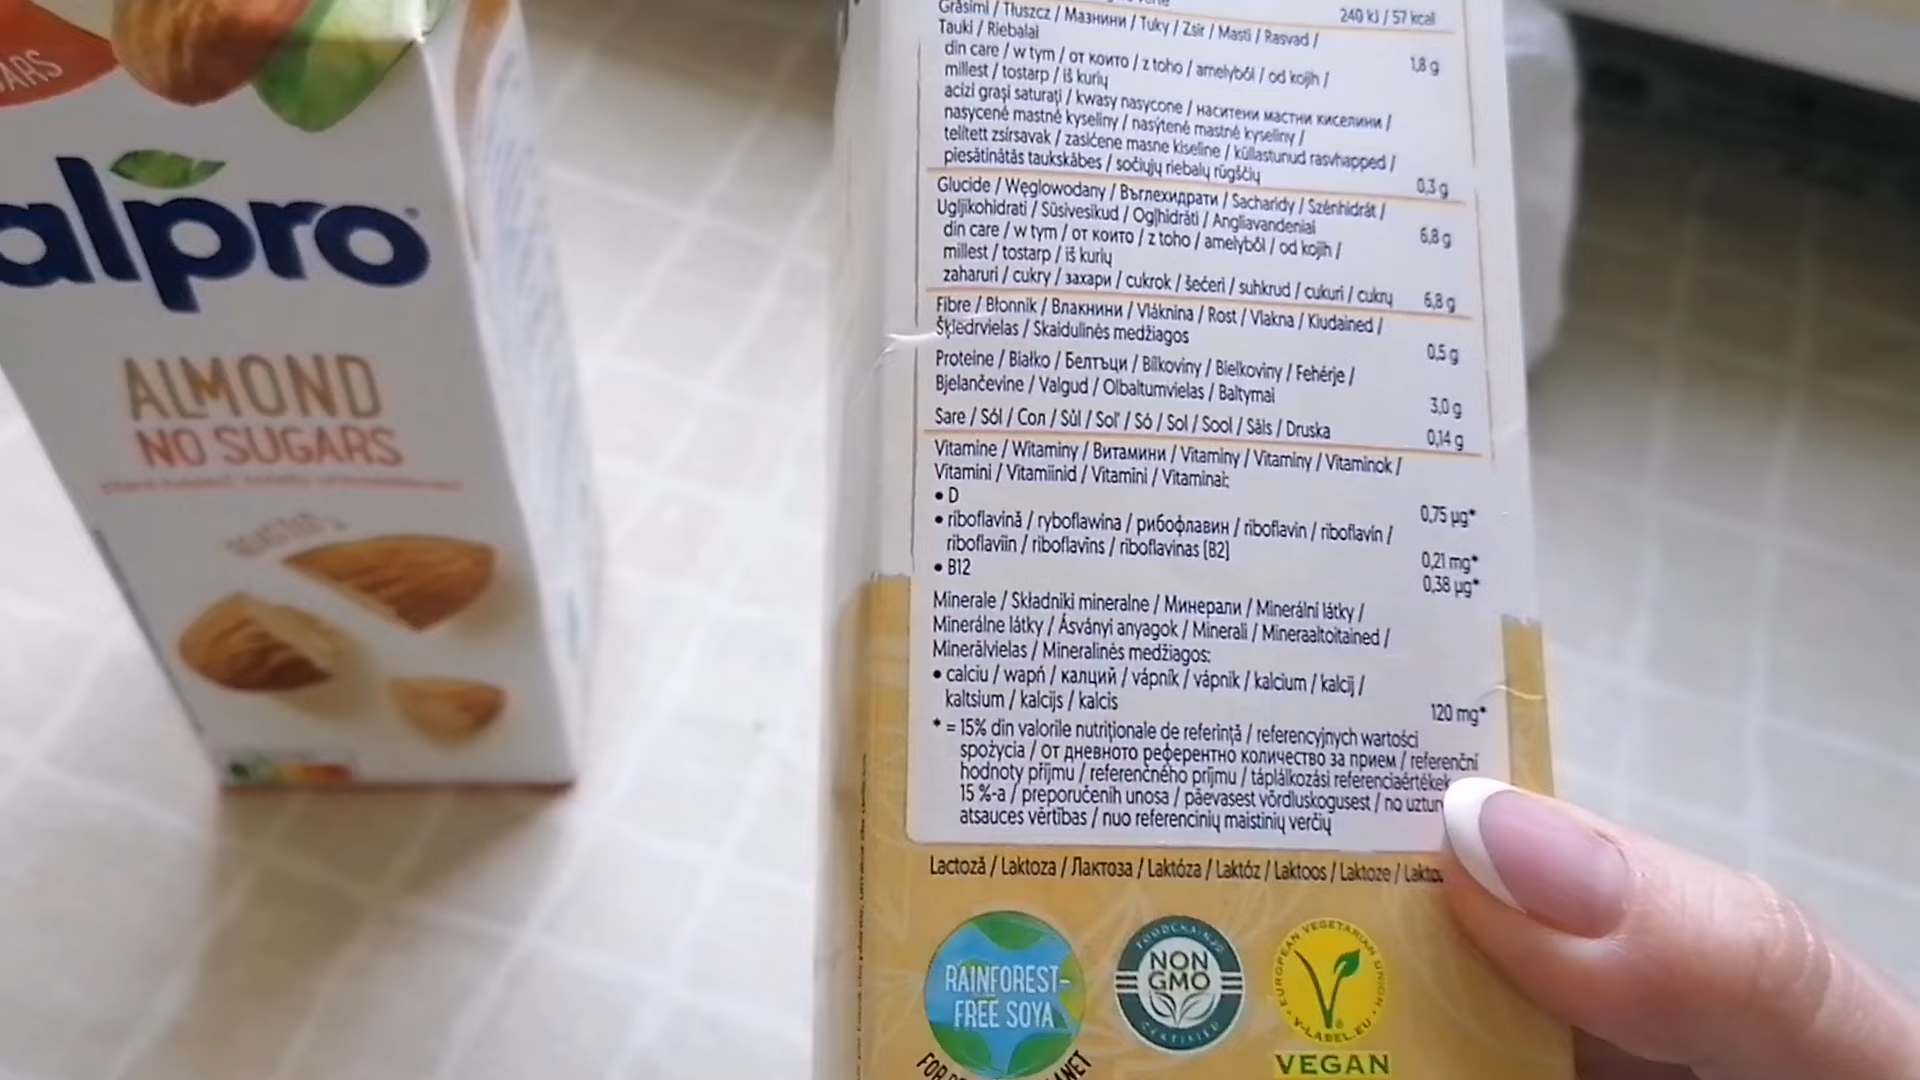 ARS
alpro
ALMOND
NO SUGARS
ROASTED
240 kJ / 57 kcal
Grăsimi / Tłuszcz / Мазнини / Tuky / Zsír / Masti / Rasvad /
Tauki / Riebalai
1,8 g
din care / w tym / от които / z toho / amelyből / od kojih /
millest / tostarp / iš kurių
acizi grași saturați / kwasy nasycone / наситени мастни киселини /
nasycené mastné kyseliny / nasýtené mastné kyseliny /
telített zsírsavak / zasićene masne kiseline / küllastunud rasvhapped /
piesātinātās taukskābes / sočiųjų riebalų rūgščių
0,3 g
Glucide / Węglowodany / Въглехидрати / Sacharidy / Szénhidrát /
Ugljikohidrati / Süsivesikud / Ogļhidrāti / Angliavandeniai
6,8 g
din care / w tym / от които / z toho / amelyből / od kojih /
millest / tostarp / iš kurių
zaharuri / cukry / захари / cukrok / šećeri / suhkrud / cukuri / cukrų
6,8 g
Fibre / Błonnik / Влакнини / Vláknina / Rost / Vlakna / Kiudained /
Šķiedrvielas / Skaidulinės medžiagos
0,5 g
Proteine / Białko / Белтъци / Bílkoviny / Bielkoviny / Fehérje /
Bjelančevine / Valgud / Olbaltumvielas / Baltymai
3,0 g
Sare / Sól / Сол / Sůl / Soľ / Só / Sol / Sool / Sāls / Druska
0,14 g
Vitamine / Witaminy / Витамини / Vitaminy / Vitamíny / Vitaminok /
Vitamini / Vitamiinid / Vitamīni / Vitaminai:
• D
0,75 µg*
• riboflavină / ryboflawina / рибофлавин / riboflavin / riboflavín /
riboflaviin / riboflavīns / riboflavinas (B2)
0,21 mg*
• B12
0,38 µg*
Minerale / Składniki mineralne / Минерали / Minerální látky /
Minerálne látky / Ásványi anyagok / Minerali / Mineraaltoitained /
Minerālvielas / Mineralinės medžiagos:
• calciu / wapń / калций / vápník / vápnik / kalcium / kalcij /
kaltsium / kalcijs / kalcis
120 mg*
* = 15% din valorile nutriționale de referință / referencyjnych wartości
spożycia / от дневното референтно количество за прием / referenční
hodnoty příjmu / referenčného príjmu / táplálkozási referenciaértékek
15 %-a / preporučenih unosa / päevasest võrdluskogusest / no
atsauces vērtības / nuo referencinių maistinių verčių
Lactoză / Laktoza / Лактоза / Laktóza / Laktóz / Laktoos / Laktoze /
RAINFOREST-
FREE SOYA
NON
GMO
CERTIFIED
EUROPEAN VEGETARIAN UNION
V-LABEL.EU
VEGAN